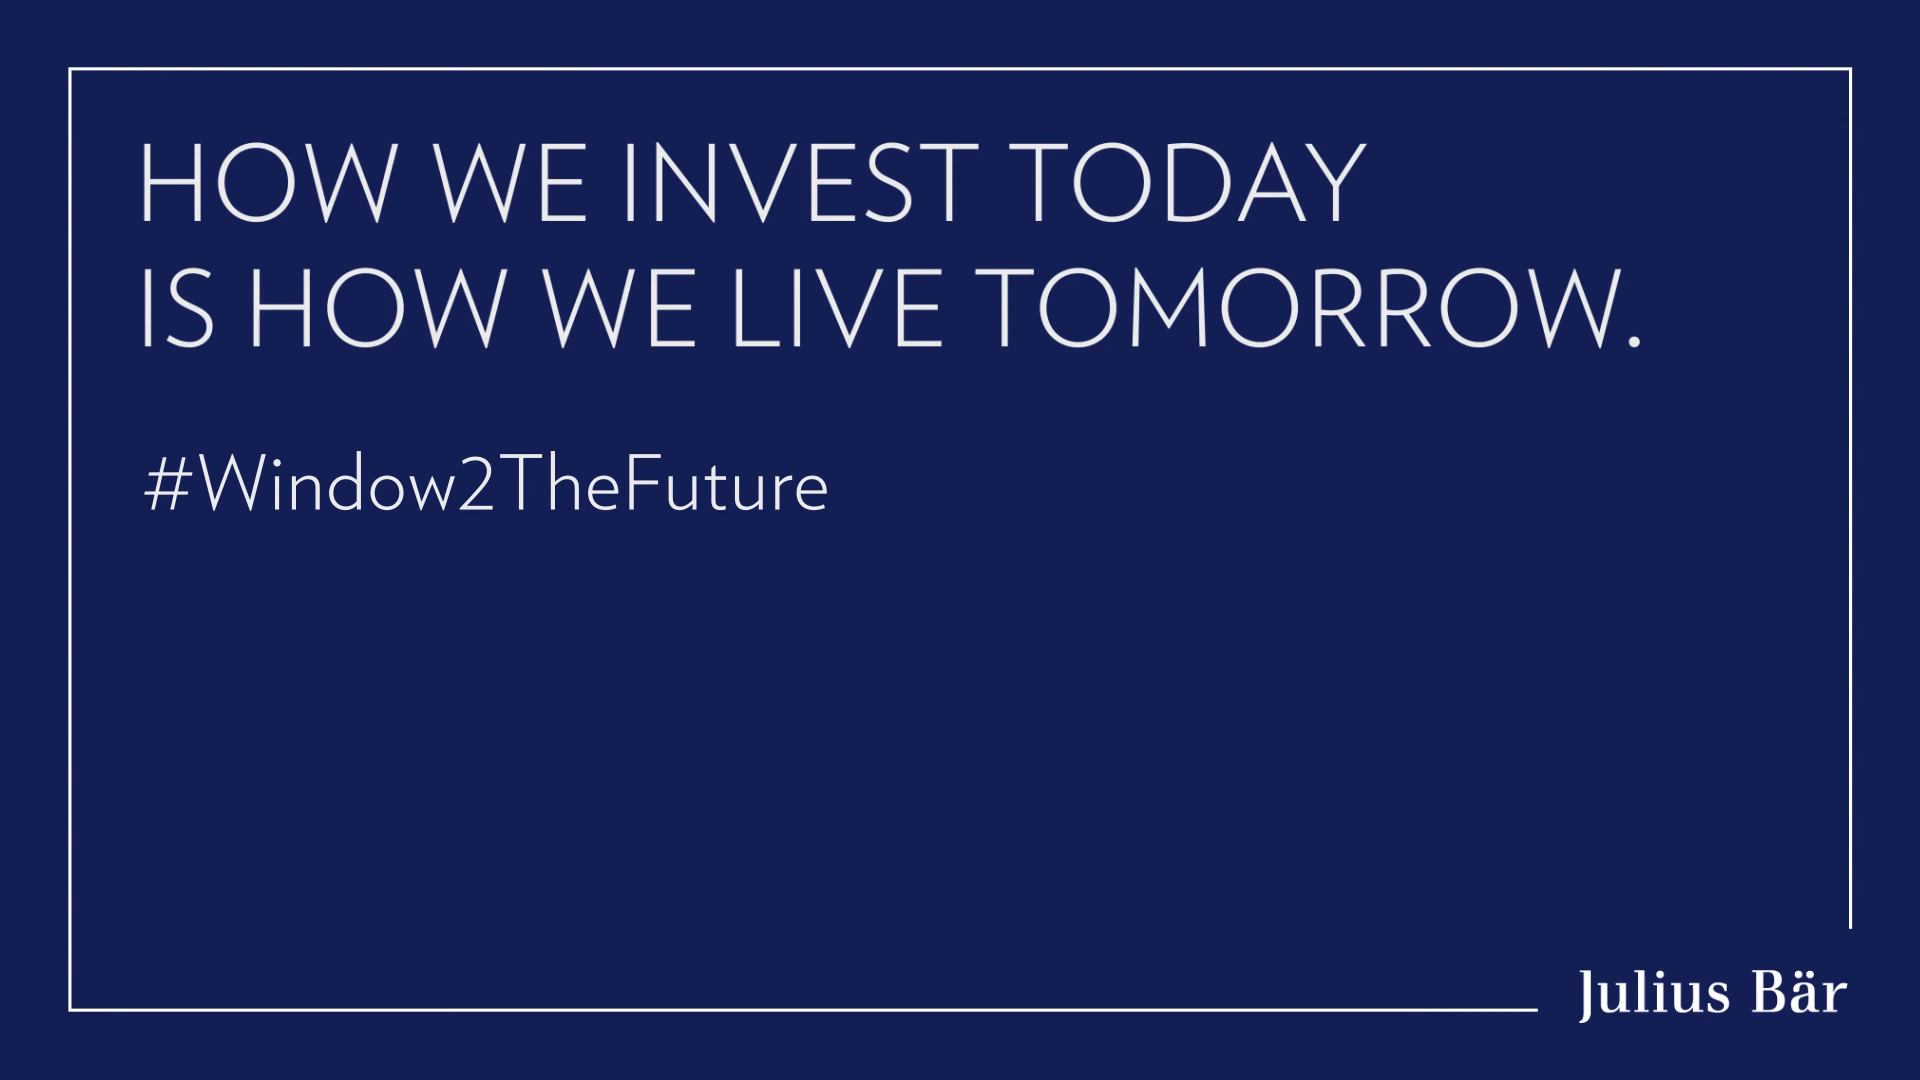 HOW WE INVEST TODAY
IS HOW WE LIVE TOMORROW.
#Window2TheFuture
Julius Bär